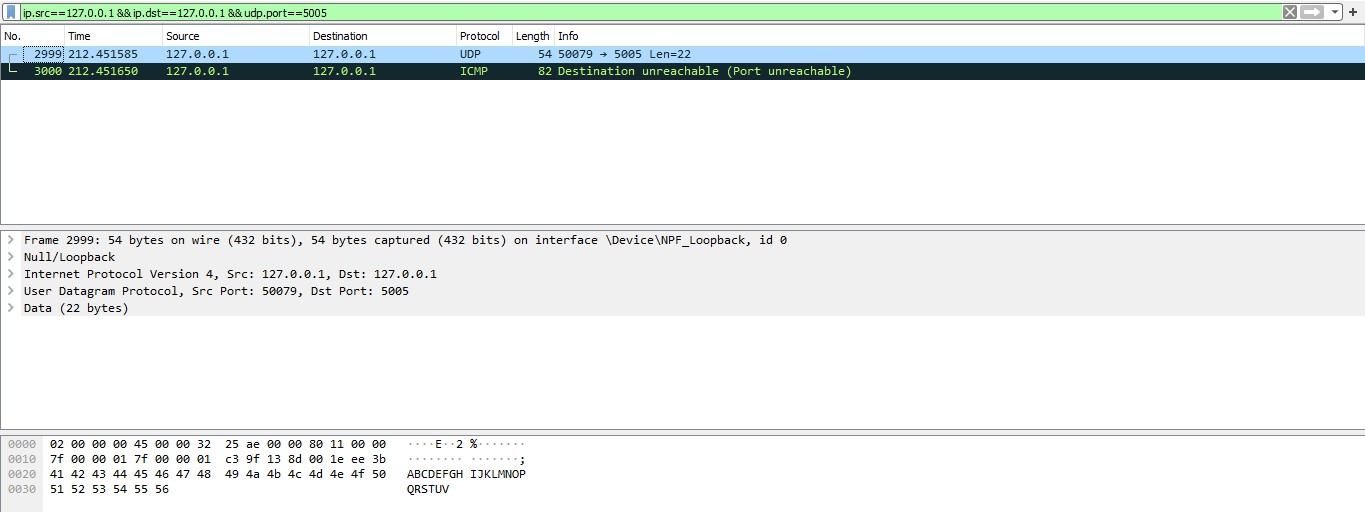 ip.src==127.0.0.1 && ip.dst==127.0.0.1 && udp.port==5005
No. Time Source Destination Protocol Length Info
2999 212.451585 127.0.0.1 127.0.0.1 UDP 54 50079 → 5005 Len=22
3000 212.451650 127.0.0.1 127.0.0.1 ICMP 82 Destination unreachable (Port unreachable)
Frame 2999: 54 bytes on wire (432 bits), 54 bytes captured (432 bits) on interface \Device\NPF_Loopback, id 0
Null/Loopback
Internet Protocol Version 4, Src: 127.0.0.1, Dst: 127.0.0.1
User Datagram Protocol, Src Port: 50079, Dst Port: 5005
Data (22 bytes)
0000 02 00 00 00 45 00 00 32 25 ae 00 00 80 11 00 00 ····E··2 %·······
0010 7f 00 00 01 7f 00 00 01 c3 9f 13 8d 00 1e ee 3b ········ ·······;
0020 41 42 43 44 45 46 47 48 49 4a 4b 4c 4d 4e 4f 50 ABCDEFGH IJKLMNOP
0030 51 52 53 54 55 56 QRSTUV